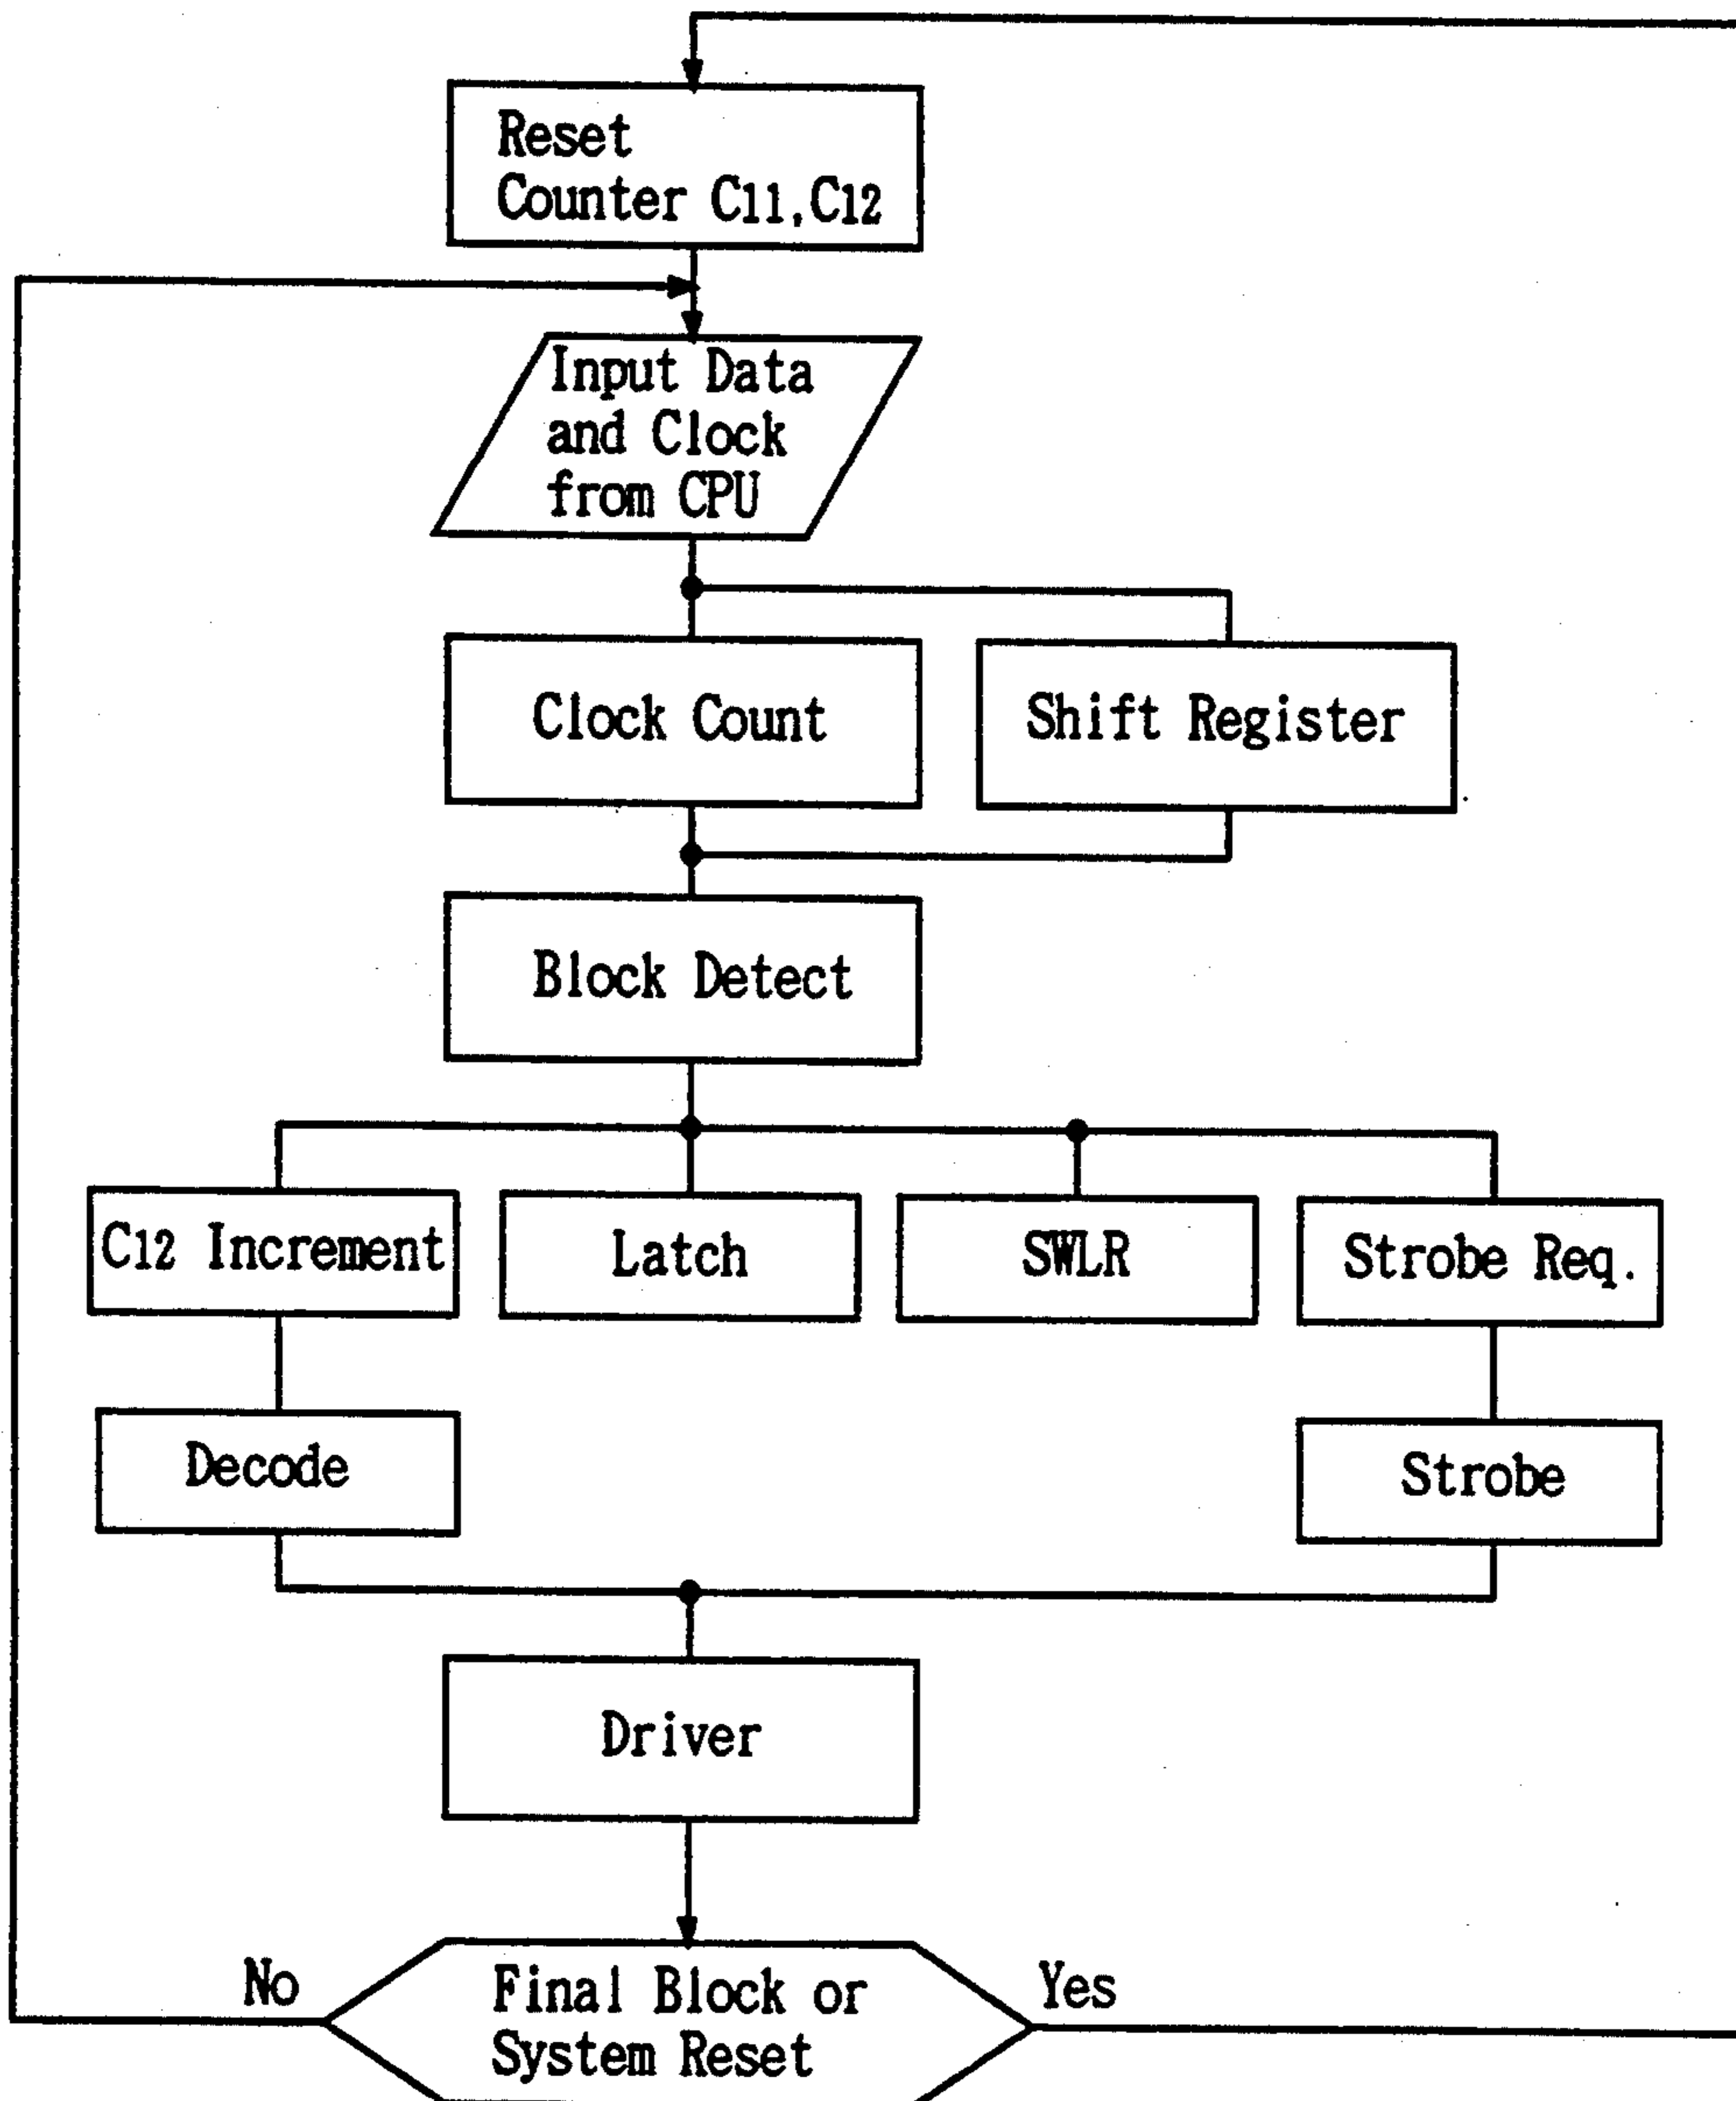 Reset
Counter C11,C12
Input Data
and Clock
from CPU
Clock Count
Shift Register
Block Detect
C12 Increment
Latch
SWLR
Strobe Req.
Decode
Strobe
Driver
No
Final Block or
System Reset
Yes